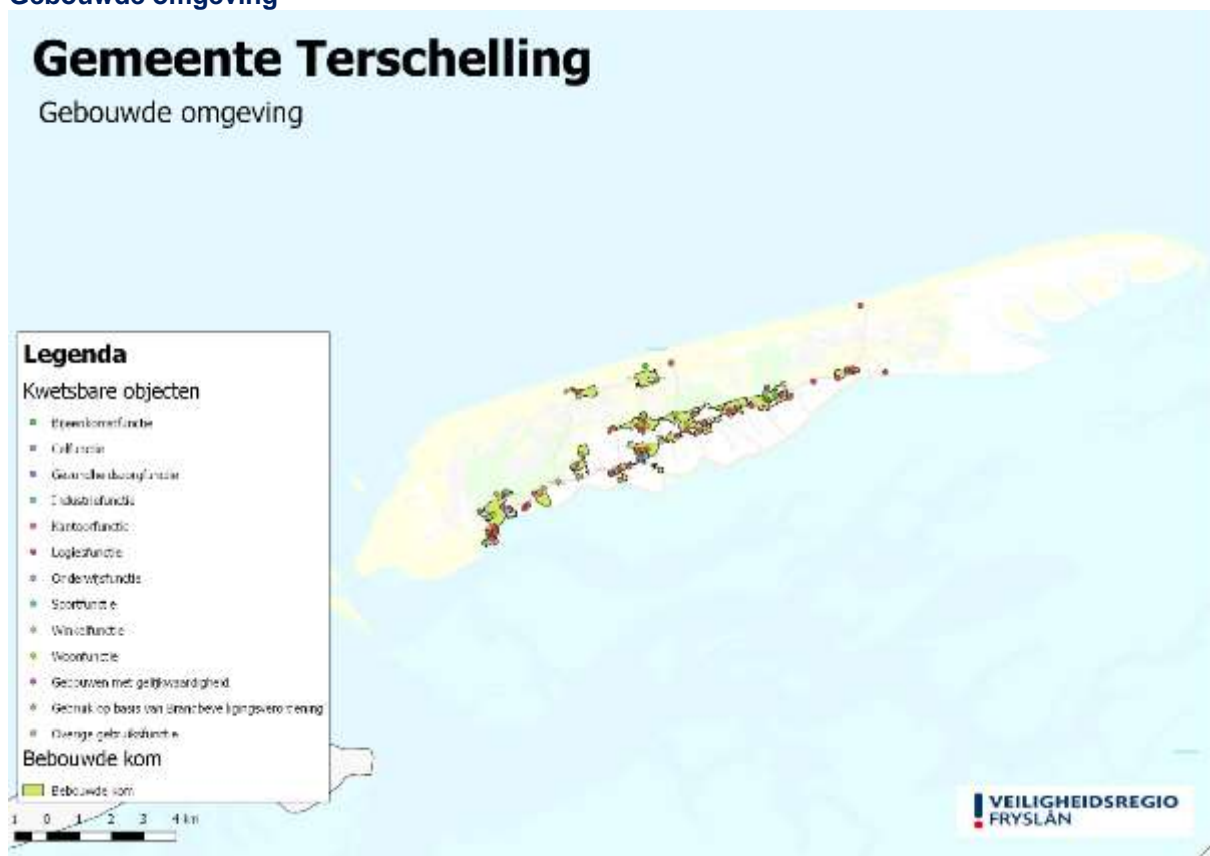 Gebouwde omgeving
Gemeente Terschelling
Gebouwde omgeving
Legenda
Kwetsbare objecten
Bijeenkomstfunctie
Celfunctie
Gezondheidszorgfunctie
Industriefunctie
Kantoorfunctie
Logiesfunctie
Onderwijsfunctie
Sportfunctie
Winkelfunctie
Woonfunctie
Gebouwen met gelijkwaardigheid
Gebruik op basis van Brandbeveiligingsverordening
Overige gebruiksfunctie
Bebouwde kom
Bebouwde kom
1 0 1 2 3 4 km
VEILIGHEIDSREGIO
FRYSLÂN